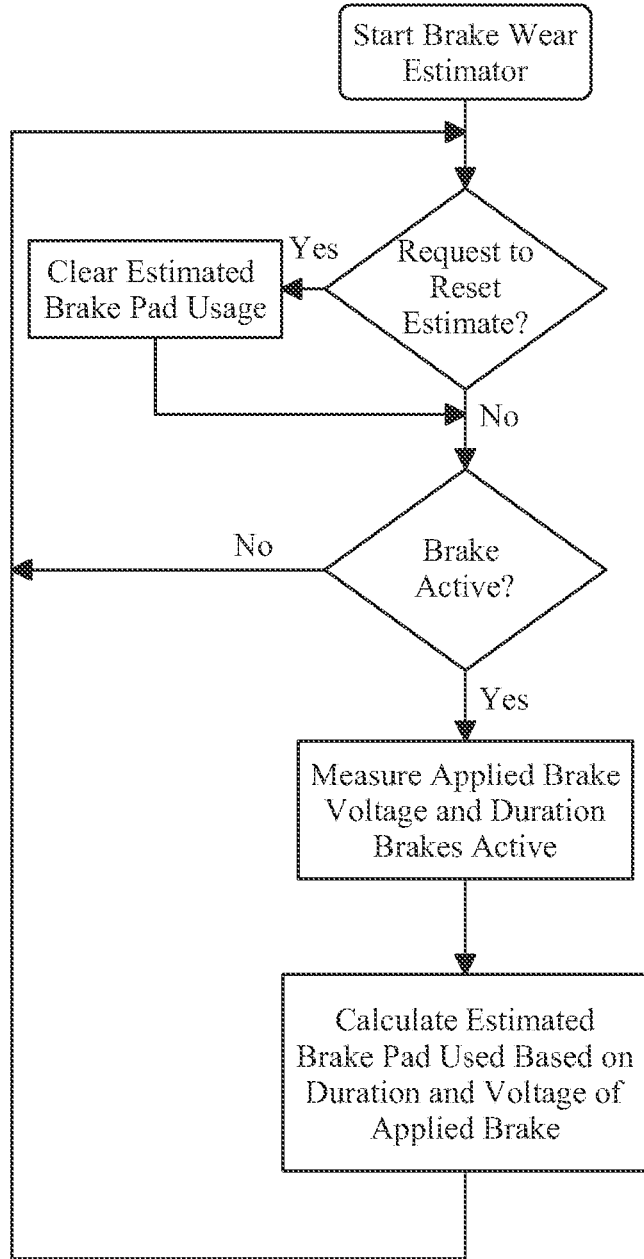 Start Brake Wear
Estimator
Request to
Reset
Estimate?
Yes
Clear Estimated
Brake Pad Usage
No
Brake
Active?
No
Yes
Measure Applied Brake
Voltage and Duration
Brakes Active
Calculate Estimated
Brake Pad Used Based on
Duration and Voltage of
Applied Brake